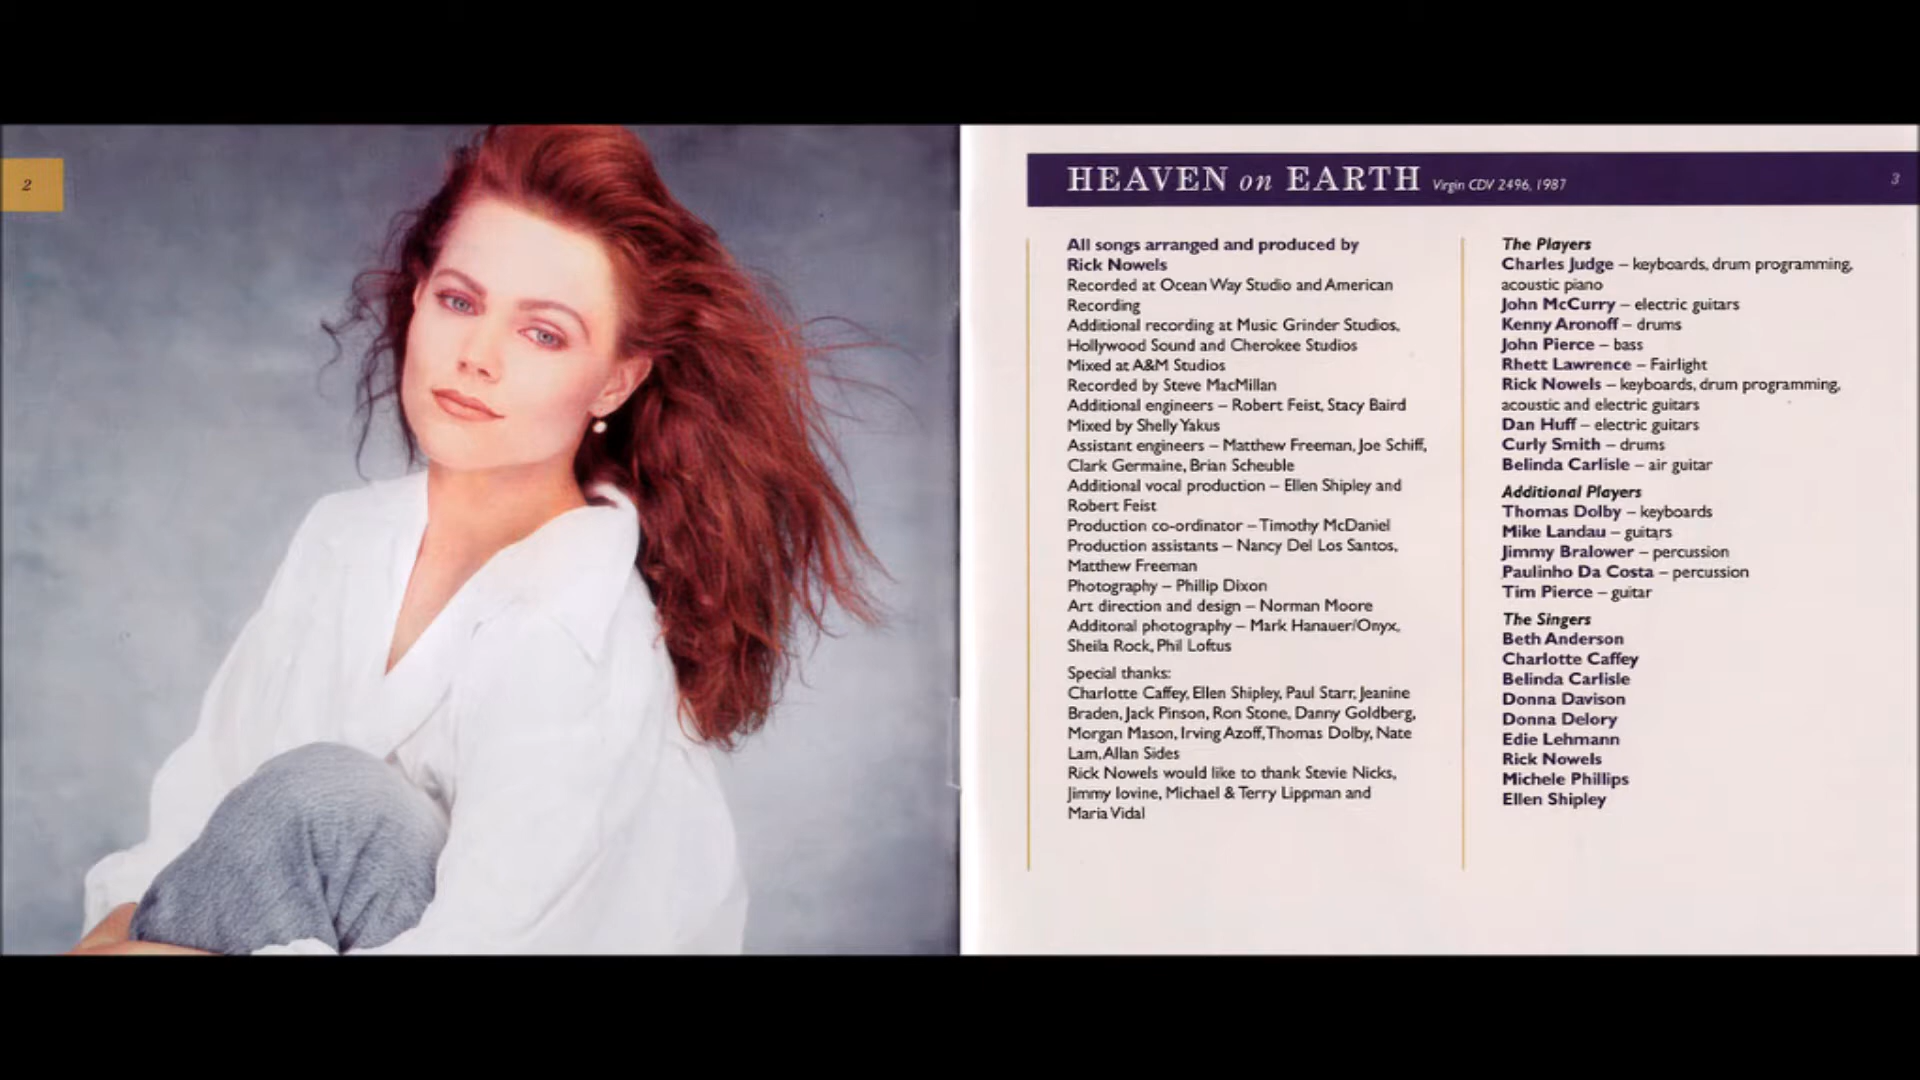 2
HEAVEN on EARTH Virgin CDV 2496, 1987
3
All songs arranged and produced by
Rick Nowels
Recorded at Ocean Way Studio and American
Recording
Additional recording at Music Grinder Studios,
Hollywood Sound and Cherokee Studios
Mixed at A&M Studios
Recorded by Steve MacMillan
Additional engineers – Robert Feist, Stacy Baird
Mixed by Shelly Yakus
Assistant engineers – Matthew Freeman, Joe Schiff,
Clark Germaine, Brian Scheuble
Additional vocal production – Ellen Shipley and
Robert Feist
Production co-ordinator – Timothy McDaniel
Production assistants – Nancy Del Los Santos,
Matthew Freeman
Photography – Phillip Dixon
Art direction and design – Norman Moore
Additonal photography – Mark Hanauer/Onyx,
Sheila Rock, Phil Loftus
Special thanks:
Charlotte Caffey, Ellen Shipley, Paul Starr, Jeanine
Braden, Jack Pinson, Ron Stone, Danny Goldberg,
Morgan Mason, Irving Azoff, Thomas Dolby, Nate
Lam, Allan Sides
Rick Nowels would like to thank Stevie Nicks,
Jimmy Iovine, Michael & Terry Lippman and
Maria Vidal
The Players
Charles Judge – keyboards, drum programming,
acoustic piano
John McCurry – electric guitars
Kenny Aronoff – drums
John Pierce – bass
Rhett Lawrence – Fairlight
Rick Nowels – keyboards, drum programming,
acoustic and electric guitars
Dan Huff – electric guitars
Curly Smith – drums
Belinda Carlisle – air guitar
Additional Players
Thomas Dolby – keyboards
Mike Landau – guitars
Jimmy Bralower – percussion
Paulinho Da Costa – percussion
Tim Pierce – guitar
The Singers
Beth Anderson
Charlotte Caffey
Belinda Carlisle
Donna Davison
Donna Delory
Edie Lehmann
Rick Nowels
Michele Phillips
Ellen Shipley